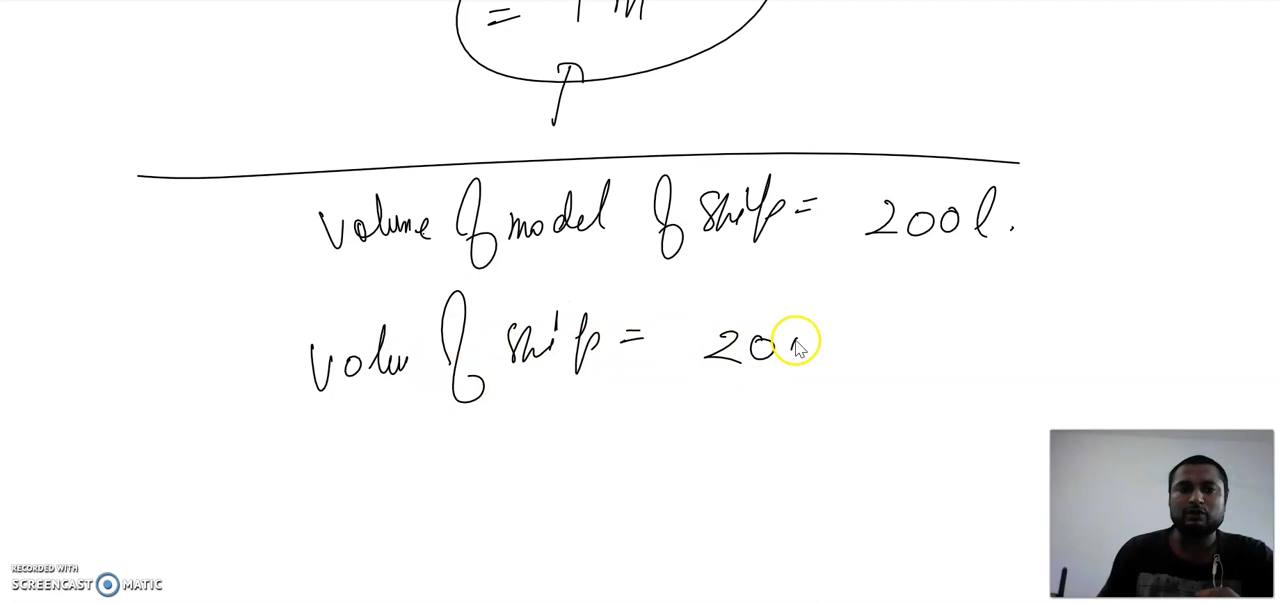 = 1 m
volume of model of ship = 200 l.
volu of ship = 20
RECORDED WITH
SCREENCAST MATIC